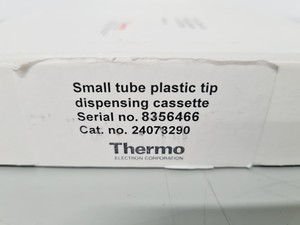 Small tube plastic tip
dispensing cassette
Serial no. 8356466
Cat. no. 24073290
Thermo
ELECTRON CORPORATION